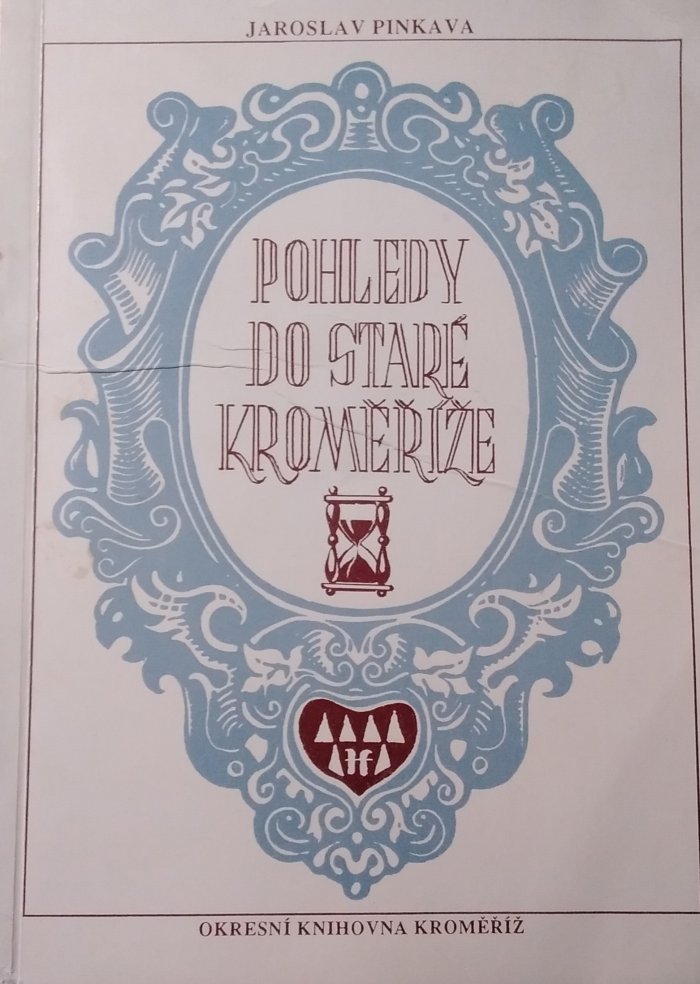 JAROSLAV PINKAVA
POHLEDY
DO STARÉ
KROMĚŘÍŽE
H
OKRESNÍ KNIHOVNA KROMĚŘÍŽ